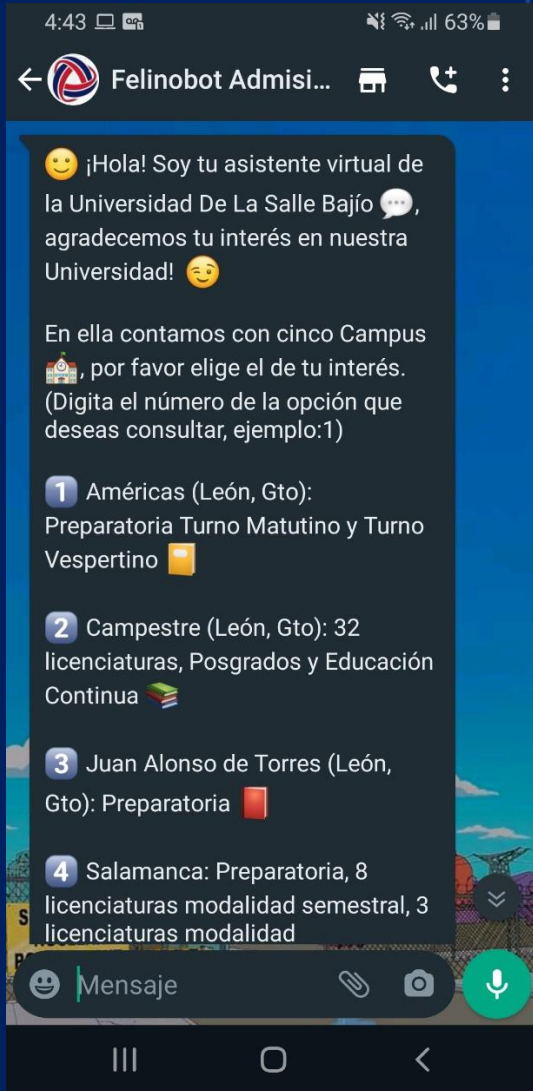 4:43 63%
Felinobot Admisi...
🙂 ¡Hola! Soy tu asistente virtual de
la Universidad De La Salle Bajío 💬,
agradecemos tu interés en nuestra
Universidad! 😉
En ella contamos con cinco Campus
🏫, por favor elige el de tu interés.
(Digita el número de la opción que
deseas consultar, ejemplo:1)
1️⃣ Américas (León, Gto):
Preparatoria Turno Matutino y Turno
Vespertino 📒
2️⃣ Campestre (León, Gto): 32
licenciaturas, Posgrados y Educación
Continua 📚
3️⃣ Juan Alonso de Torres (León,
Gto): Preparatoria 📕
4️⃣ Salamanca: Preparatoria, 8
licenciaturas modalidad semestral, 3
licenciaturas modalidad
Mensaje